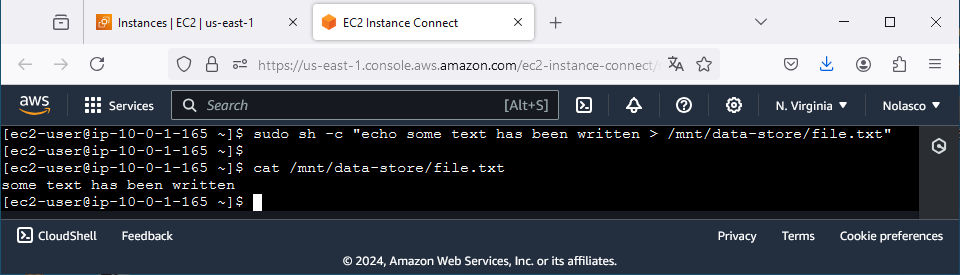 Instances | EC2 | us-east-1
EC2 Instance Connect
https://us-east-1.console.aws.amazon.com/ec2-instance-connect/
aws
Services
Search
[Alt+S]
N. Virginia
Nolasco
[ec2-user@ip-10-0-1-165 ~]$ sudo sh -c "echo some text has been written > /mnt/data-store/file.txt"
[ec2-user@ip-10-0-1-165 ~]$
[ec2-user@ip-10-0-1-165 ~]$ cat /mnt/data-store/file.txt
some text has been written
[ec2-user@ip-10-0-1-165 ~]$
CloudShell
Feedback
Privacy
Terms
Cookie preferences
© 2024, Amazon Web Services, Inc. or its affiliates.